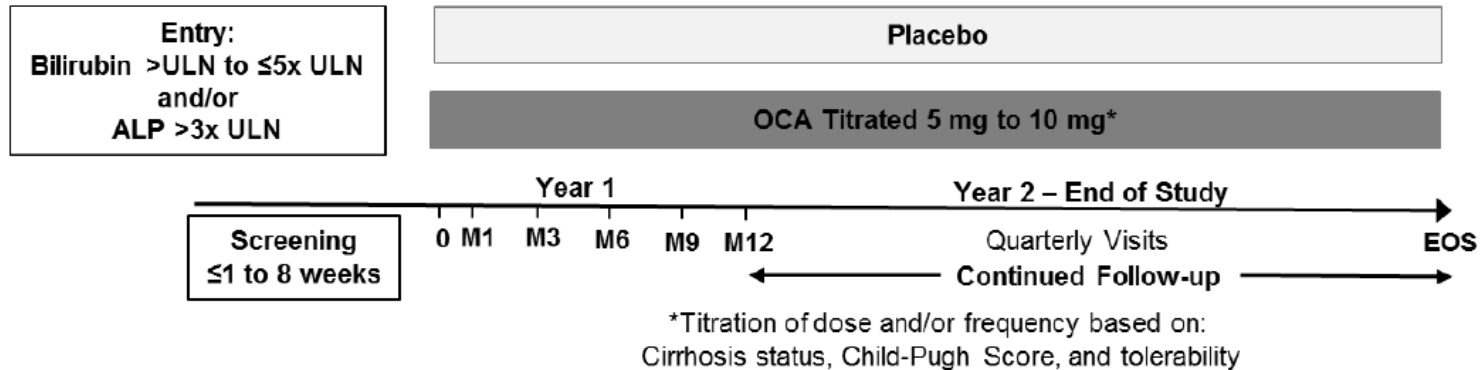 Entry:
Bilirubin >ULN to ≤5x ULN
and/or
ALP >3x ULN
Placebo
OCA Titrated 5 mg to 10 mg*
Year 1
Year 2 – End of Study
Screening
≤1 to 8 weeks
0 M1 M3 M6 M9 M12
Quarterly Visits
EOS
Continued Follow-up
*Titration of dose and/or frequency based on:
Cirrhosis status, Child-Pugh Score, and tolerability